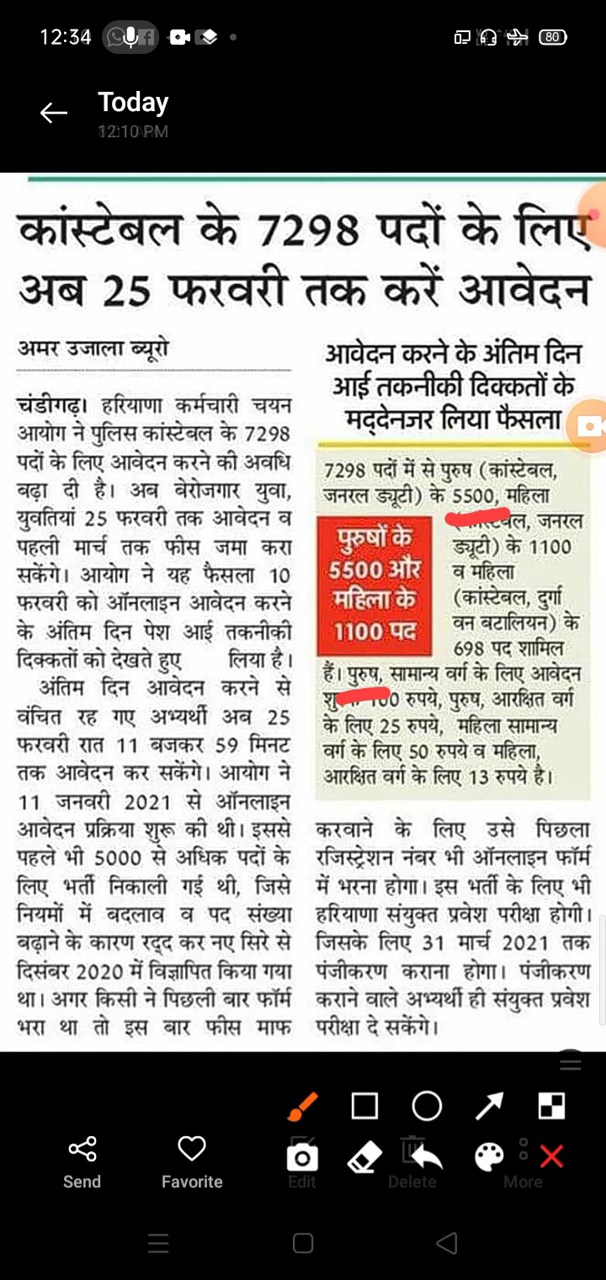 12:34
80
Today
12:10 PM
कांस्टेबल के 7298 पदों के लिए
अब 25 फरवरी तक करें आवेदन
अमर उजाला ब्यूरो
चंडीगढ़। हरियाणा कर्मचारी चयन
आयोग ने पुलिस कांस्टेबल के 7298
पदों के लिए आवेदन करने की अवधि
बढ़ा दी है। अब बेरोजगार युवा,
युवतियां 25 फरवरी तक आवेदन व
पहली मार्च तक फीस जमा करा
सकेंगे। आयोग ने यह फैसला 10
फरवरी को ऑनलाइन आवेदन करने
के अंतिम दिन पेश आई तकनीकी
दिक्कतों को देखते हुए लिया है।
अंतिम दिन आवेदन करने से
वंचित रह गए अभ्यर्थी अब 25
फरवरी रात 11 बजकर 59 मिनट
तक आवेदन कर सकेंगे। आयोग ने
11 जनवरी 2021 से ऑनलाइन
आवेदन प्रक्रिया शुरू की थी। इससे
पहले भी 5000 से अधिक पदों के
लिए भर्ती निकाली गई थी, जिसे
नियमों में बदलाव व पद संख्या
बढ़ाने के कारण रद्द कर नए सिरे से
दिसंबर 2020 में विज्ञापित किया गया
था। अगर किसी ने पिछली बार फॉर्म
भरा था तो इस बार फीस माफ
आवेदन करने के अंतिम दिन
आई तकनीकी दिक्कतों के
मद्देनजर लिया फैसला
7298 पदों में से पुरुष (कांस्टेबल,
जनरल ड्यूटी) के 5500, महिला
जनरल
ड्यूटी) के 1100
व महिला
(कांस्टेबल, दुर्गा
वन बटालियन) के
698 पद शामिल
पुरुषों के
5500 और
महिला के
1100 पद
हैं। पुरुष, सामान्य वर्ग के लिए आवेदन
100 रुपये, पुरुष, आरक्षित वर्ग
के लिए 25 रुपये, महिला सामान्य
वर्ग के लिए 50 रुपये व महिला,
आरक्षित वर्ग के लिए 13 रुपये है।
करवाने के लिए उसे पिछला
रजिस्ट्रेशन नंबर भी ऑनलाइन फॉर्म
में भरना होगा। इस भर्ती के लिए भी
हरियाणा संयुक्त प्रवेश परीक्षा होगी।
जिसके लिए 31 मार्च 2021 तक
पंजीकरण कराना होगा। पंजीकरण
कराने वाले अभ्यर्थी ही संयुक्त प्रवेश
परीक्षा दे सकेंगे।
Send
Favorite
Edit
Delete
More